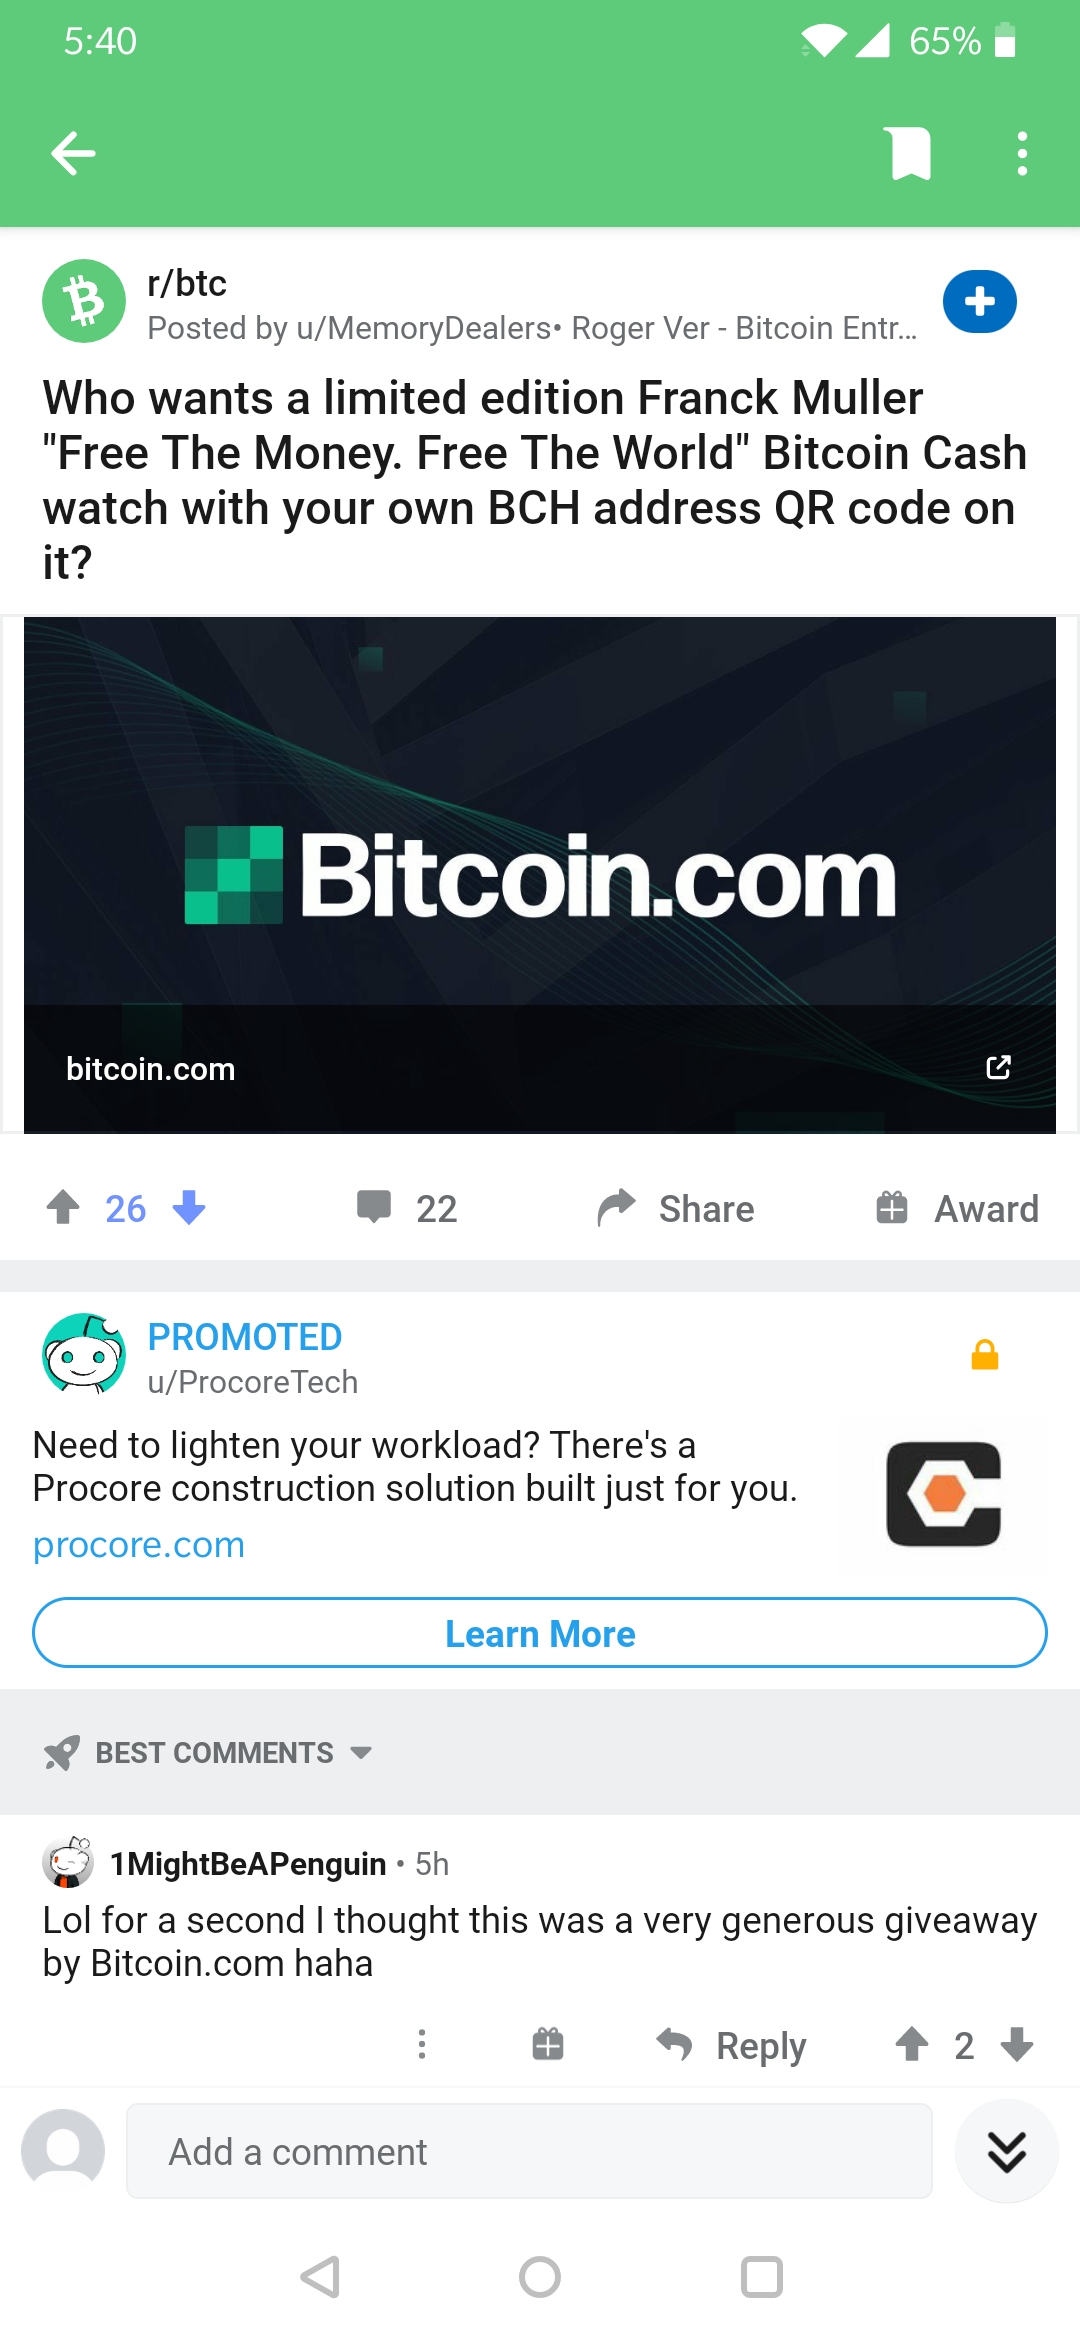 5:40
65%
r/btc
Posted by u/MemoryDealers• Roger Ver - Bitcoin Entr...
Who wants a limited edition Franck Muller
"Free The Money. Free The World" Bitcoin Cash
watch with your own BCH address QR code on
it?
Bitcoin.com
bitcoin.com
26
22
Share
Award
PROMOTED
u/ProcoreTech
Need to lighten your workload? There's a
Procore construction solution built just for you.
procore.com
Learn More
BEST COMMENTS
1MightBeAPenguin • 5h
Lol for a second I thought this was a very generous giveaway
by Bitcoin.com haha
Reply
2
Add a comment